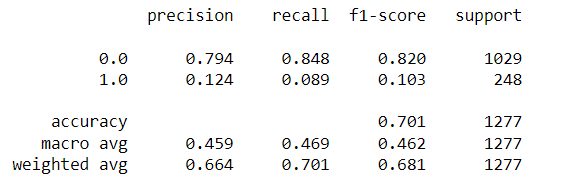 precision recall f1-score support
0.0 0.794 0.848 0.820 1029
1.0 0.124 0.089 0.103 248
accuracy 0.701 1277
macro avg 0.459 0.469 0.462 1277
weighted avg 0.664 0.701 0.681 1277